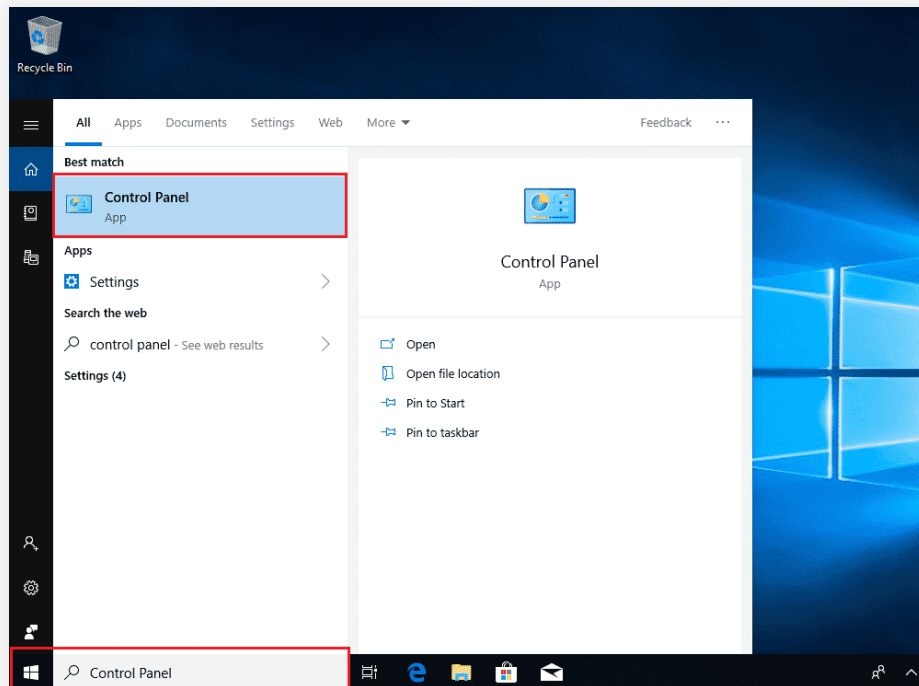 Recycle Bin
All Apps Documents Settings Web More Feedback ...
Best match
Control Panel
App
Apps
Settings
Search the web
control panel - See web results
Settings (4)
Control Panel
App
Open
Open file location
Pin to Start
Pin to taskbar
Control Panel